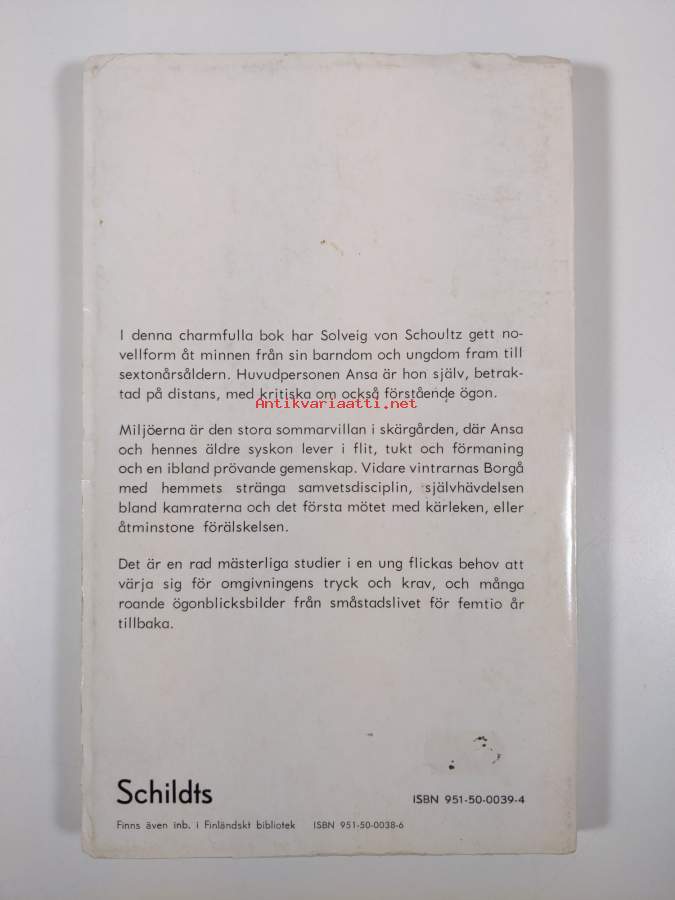 I denna charmfulla bok har Solveig von Schoultz gett no-
vellform åt minnen från sin barndom och ungdom fram till
sextonårsåldern. Huvudpersonen Ansa är hon själv, betrak-
tad på distans, med kritiska om också förstående ögon.
Antikvariaatti.net
Miljöerna är den stora sommarvillan i skärgården, där Ansa
och hennes äldre syskon lever i flit, tukt och förmaning
och en ibland prövande gemenskap. Vidare vintrarnas Borgå
med hemmets stränga samvetsdisciplin, självhävdelsen
bland kamraterna och det första mötet med kärleken, eller
åtminstone förälskelsen.
Det är en rad mästerliga studier i en ung flickas behov att
värja sig för omgivningens tryck och krav, och många
roande ögonblicksbilder från småstadslivet för femtio år
tillbaka.
Schildts
ISBN 951-50-0039-4
Finns även inb. i Finländskt bibliotek ISBN 951-50-0038-6